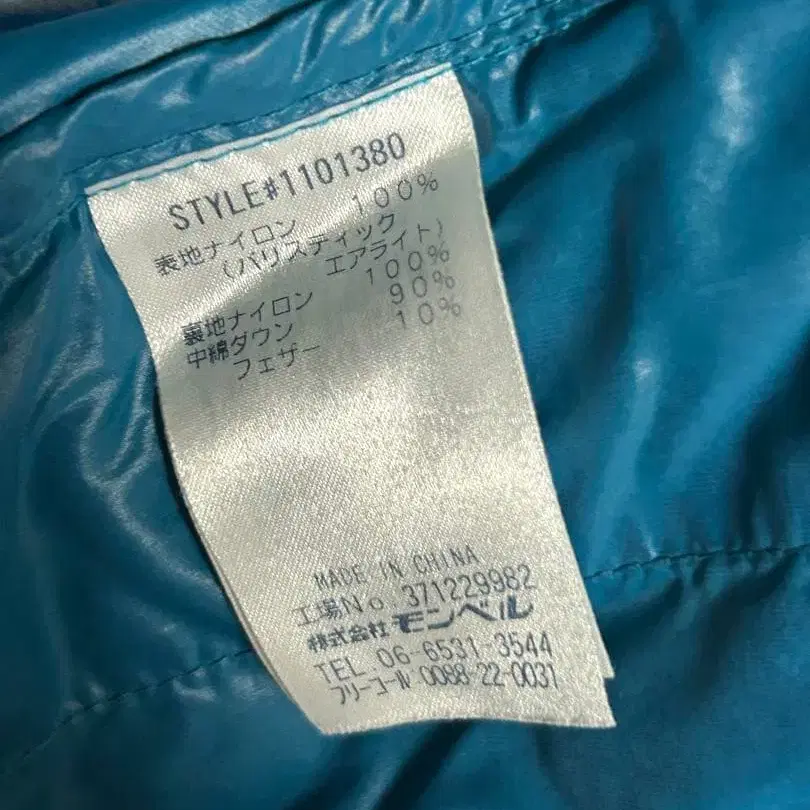 STYLE#1101380
表地ナイロン 100%
(バリスティック
エアライト)
裏地ナイロン 100%
中綿ダウン 90%
フェザー 10%
MADE IN CHINA
工場No. 371229982
株式会社 モンベル
TEL. 06-6531-3544
フリーコール 0088-22-0031